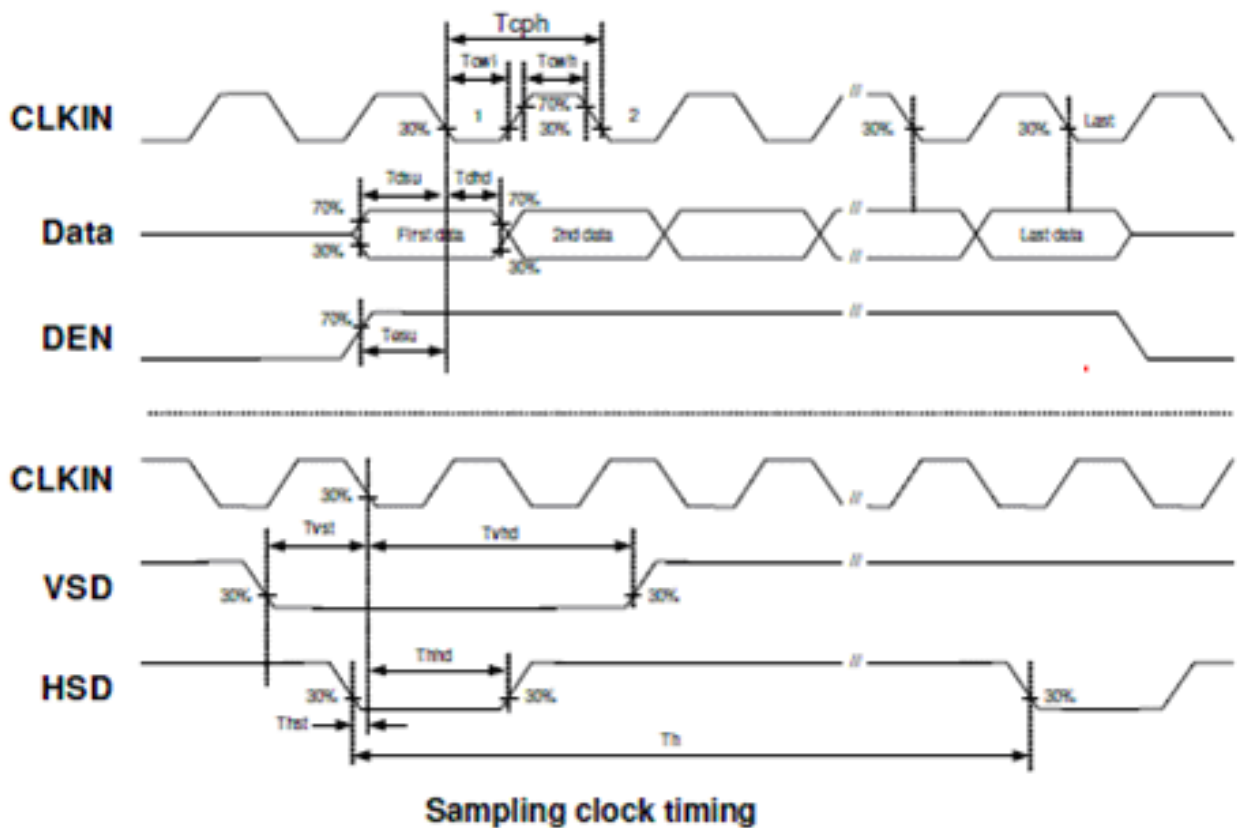 Tcph
Tcwl Tcwh
CLKIN 30% 1 70% 30% 2 30% 30% Last
Tdsu Tdhd
70% 70%
Data First data 2nd data Last data
30% 30%
70%
DEN Tesu
CLKIN 30%
Tvst Tvhd
VSD 30% 30%
Thhd
HSD 30% 30% 30%
Thst
Th
Sampling clock timing